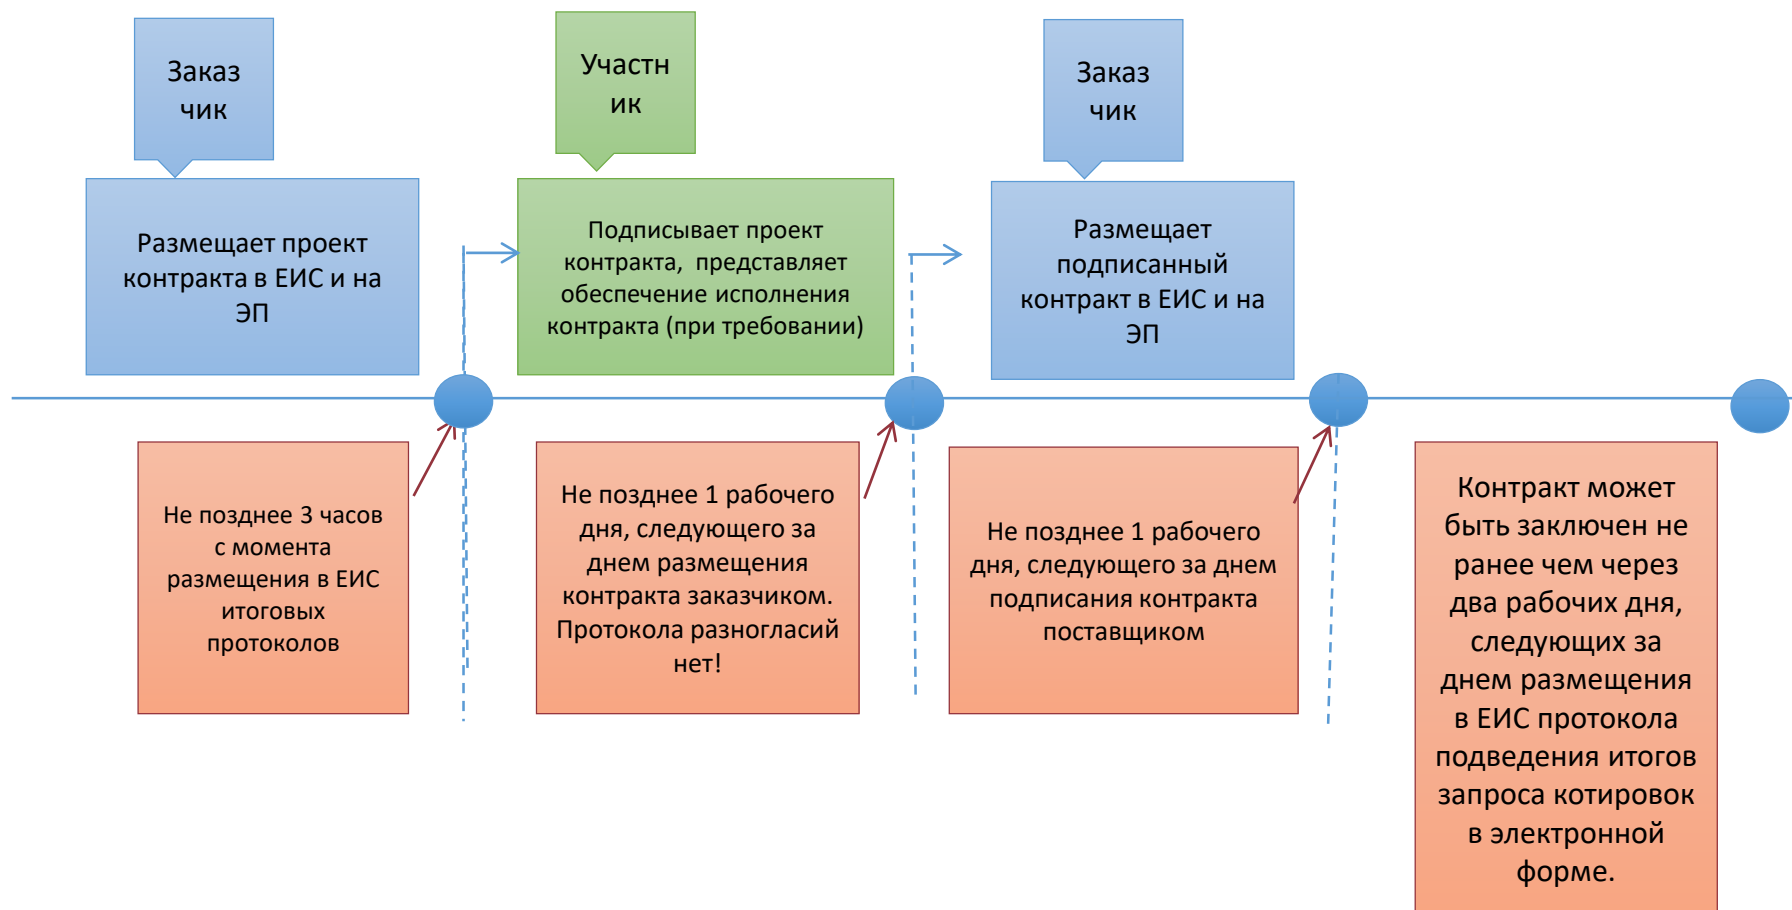 Заказ
чик
Участн
ик
Заказ
чик
Размещает проект
контракта в ЕИС и на
ЭП
Подписывает проект
контракта, представляет
обеспечение исполнения
контракта (при требовании)
Размещает
подписанный
контракт в ЕИС и на
ЭП
Не позднее 3 часов
с момента
размещения в ЕИС
итоговых
протоколов
Не позднее 1 рабочего
дня, следующего за
днем размещения
контракта заказчиком.
Протокола разногласий
нет!
Не позднее 1 рабочего
дня, следующего за днем
подписания контракта
поставщиком
Контракт может
быть заключен не
ранее чем через
два рабочих дня,
следующих за
днем размещения
в ЕИС протокола
подведения итогов
запроса котировок
в электронной
форме.